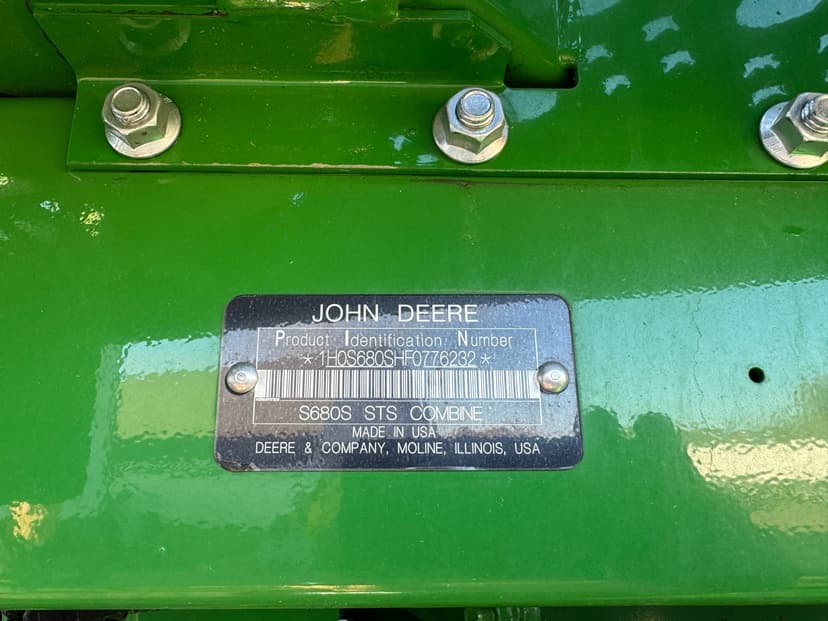 JOHN DEERE
Product Identification Number
*1H0S680SHF0776232*
S680S STS COMBINE
MADE IN USA
DEERE & COMPANY, MOLINE, ILLINOIS, USA